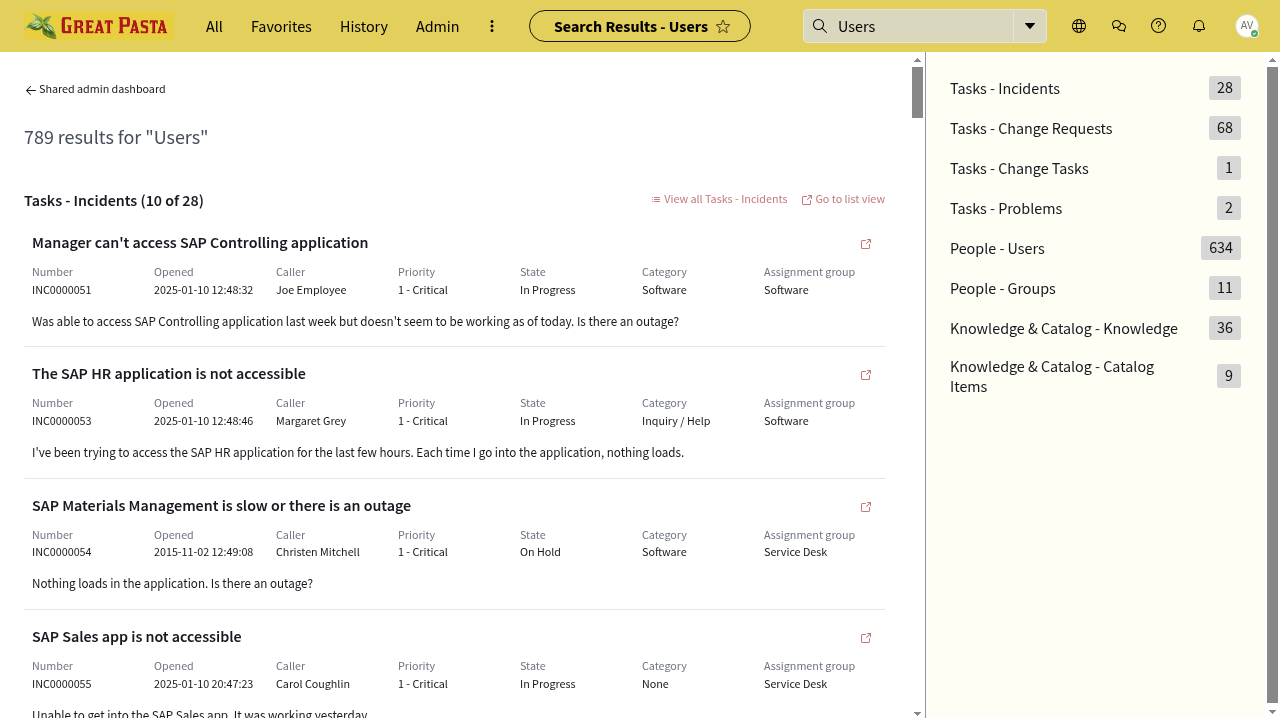 GREAT PASTA
All
Favorites
History
Admin
Search Results - Users
Users
AV
Shared admin dashboard
789 results for "Users"
Tasks - Incidents (10 of 28)
View all Tasks - Incidents
Go to list view
Manager can't access SAP Controlling application
Number Opened Caller Priority State Category Assignment group
INC0000051 2025-01-10 12:48:32 Joe Employee 1 - Critical In Progress Software Software
Was able to access SAP Controlling application last week but doesn't seem to be working as of today. Is there an outage?
The SAP HR application is not accessible
Number Opened Caller Priority State Category Assignment group
INC0000053 2025-01-10 12:48:46 Margaret Grey 1 - Critical In Progress Inquiry / Help Software
I've been trying to access the SAP HR application for the last few hours. Each time I go into the application, nothing loads.
SAP Materials Management is slow or there is an outage
Number Opened Caller Priority State Category Assignment group
INC0000054 2015-11-02 12:49:08 Christen Mitchell 1 - Critical On Hold Software Service Desk
Nothing loads in the application. Is there an outage?
SAP Sales app is not accessible
Number Opened Caller Priority State Category Assignment group
INC0000055 2025-01-10 20:47:23 Carol Coughlin 1 - Critical In Progress None Service Desk
Unable to get into the SAP Sales app. It was working yesterday
Tasks - Incidents 28
Tasks - Change Requests 68
Tasks - Change Tasks 1
Tasks - Problems 2
People - Users 634
People - Groups 11
Knowledge & Catalog - Knowledge 36
Knowledge & Catalog - Catalog
Items 9